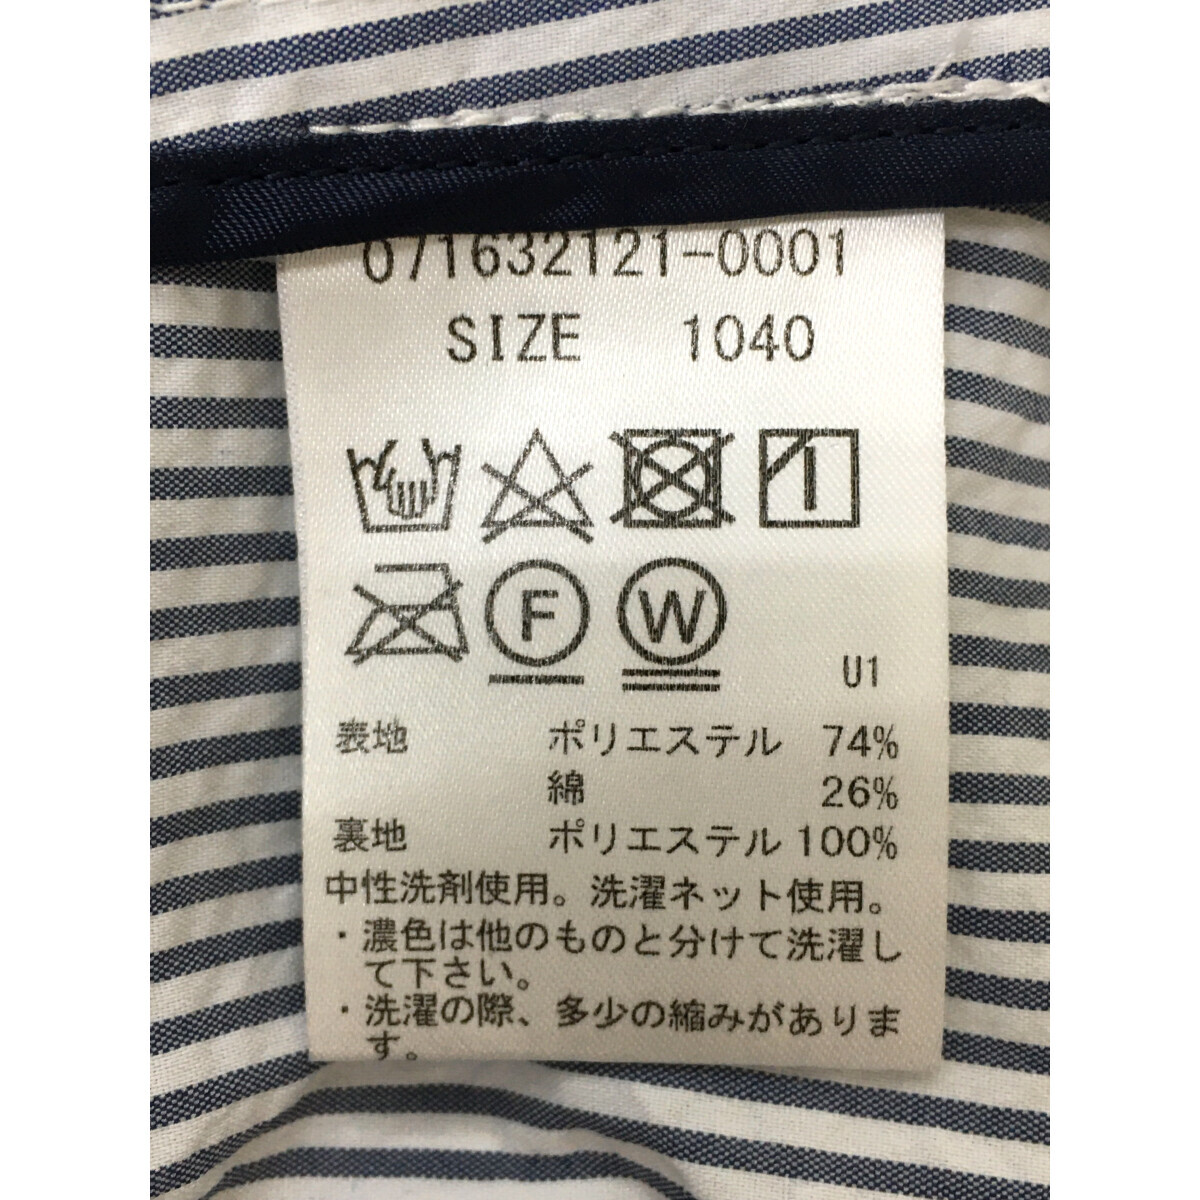 071632121-0001
SIZE 1040
F W
U1
表地 ポリエステル 74%
綿 26%
裏地 ポリエステル 100%
中性洗剤使用。洗濯ネット使用。
・濃色は他のものと分けて洗濯し
て下さい。
・洗濯の際、多少の縮みがありま
す。